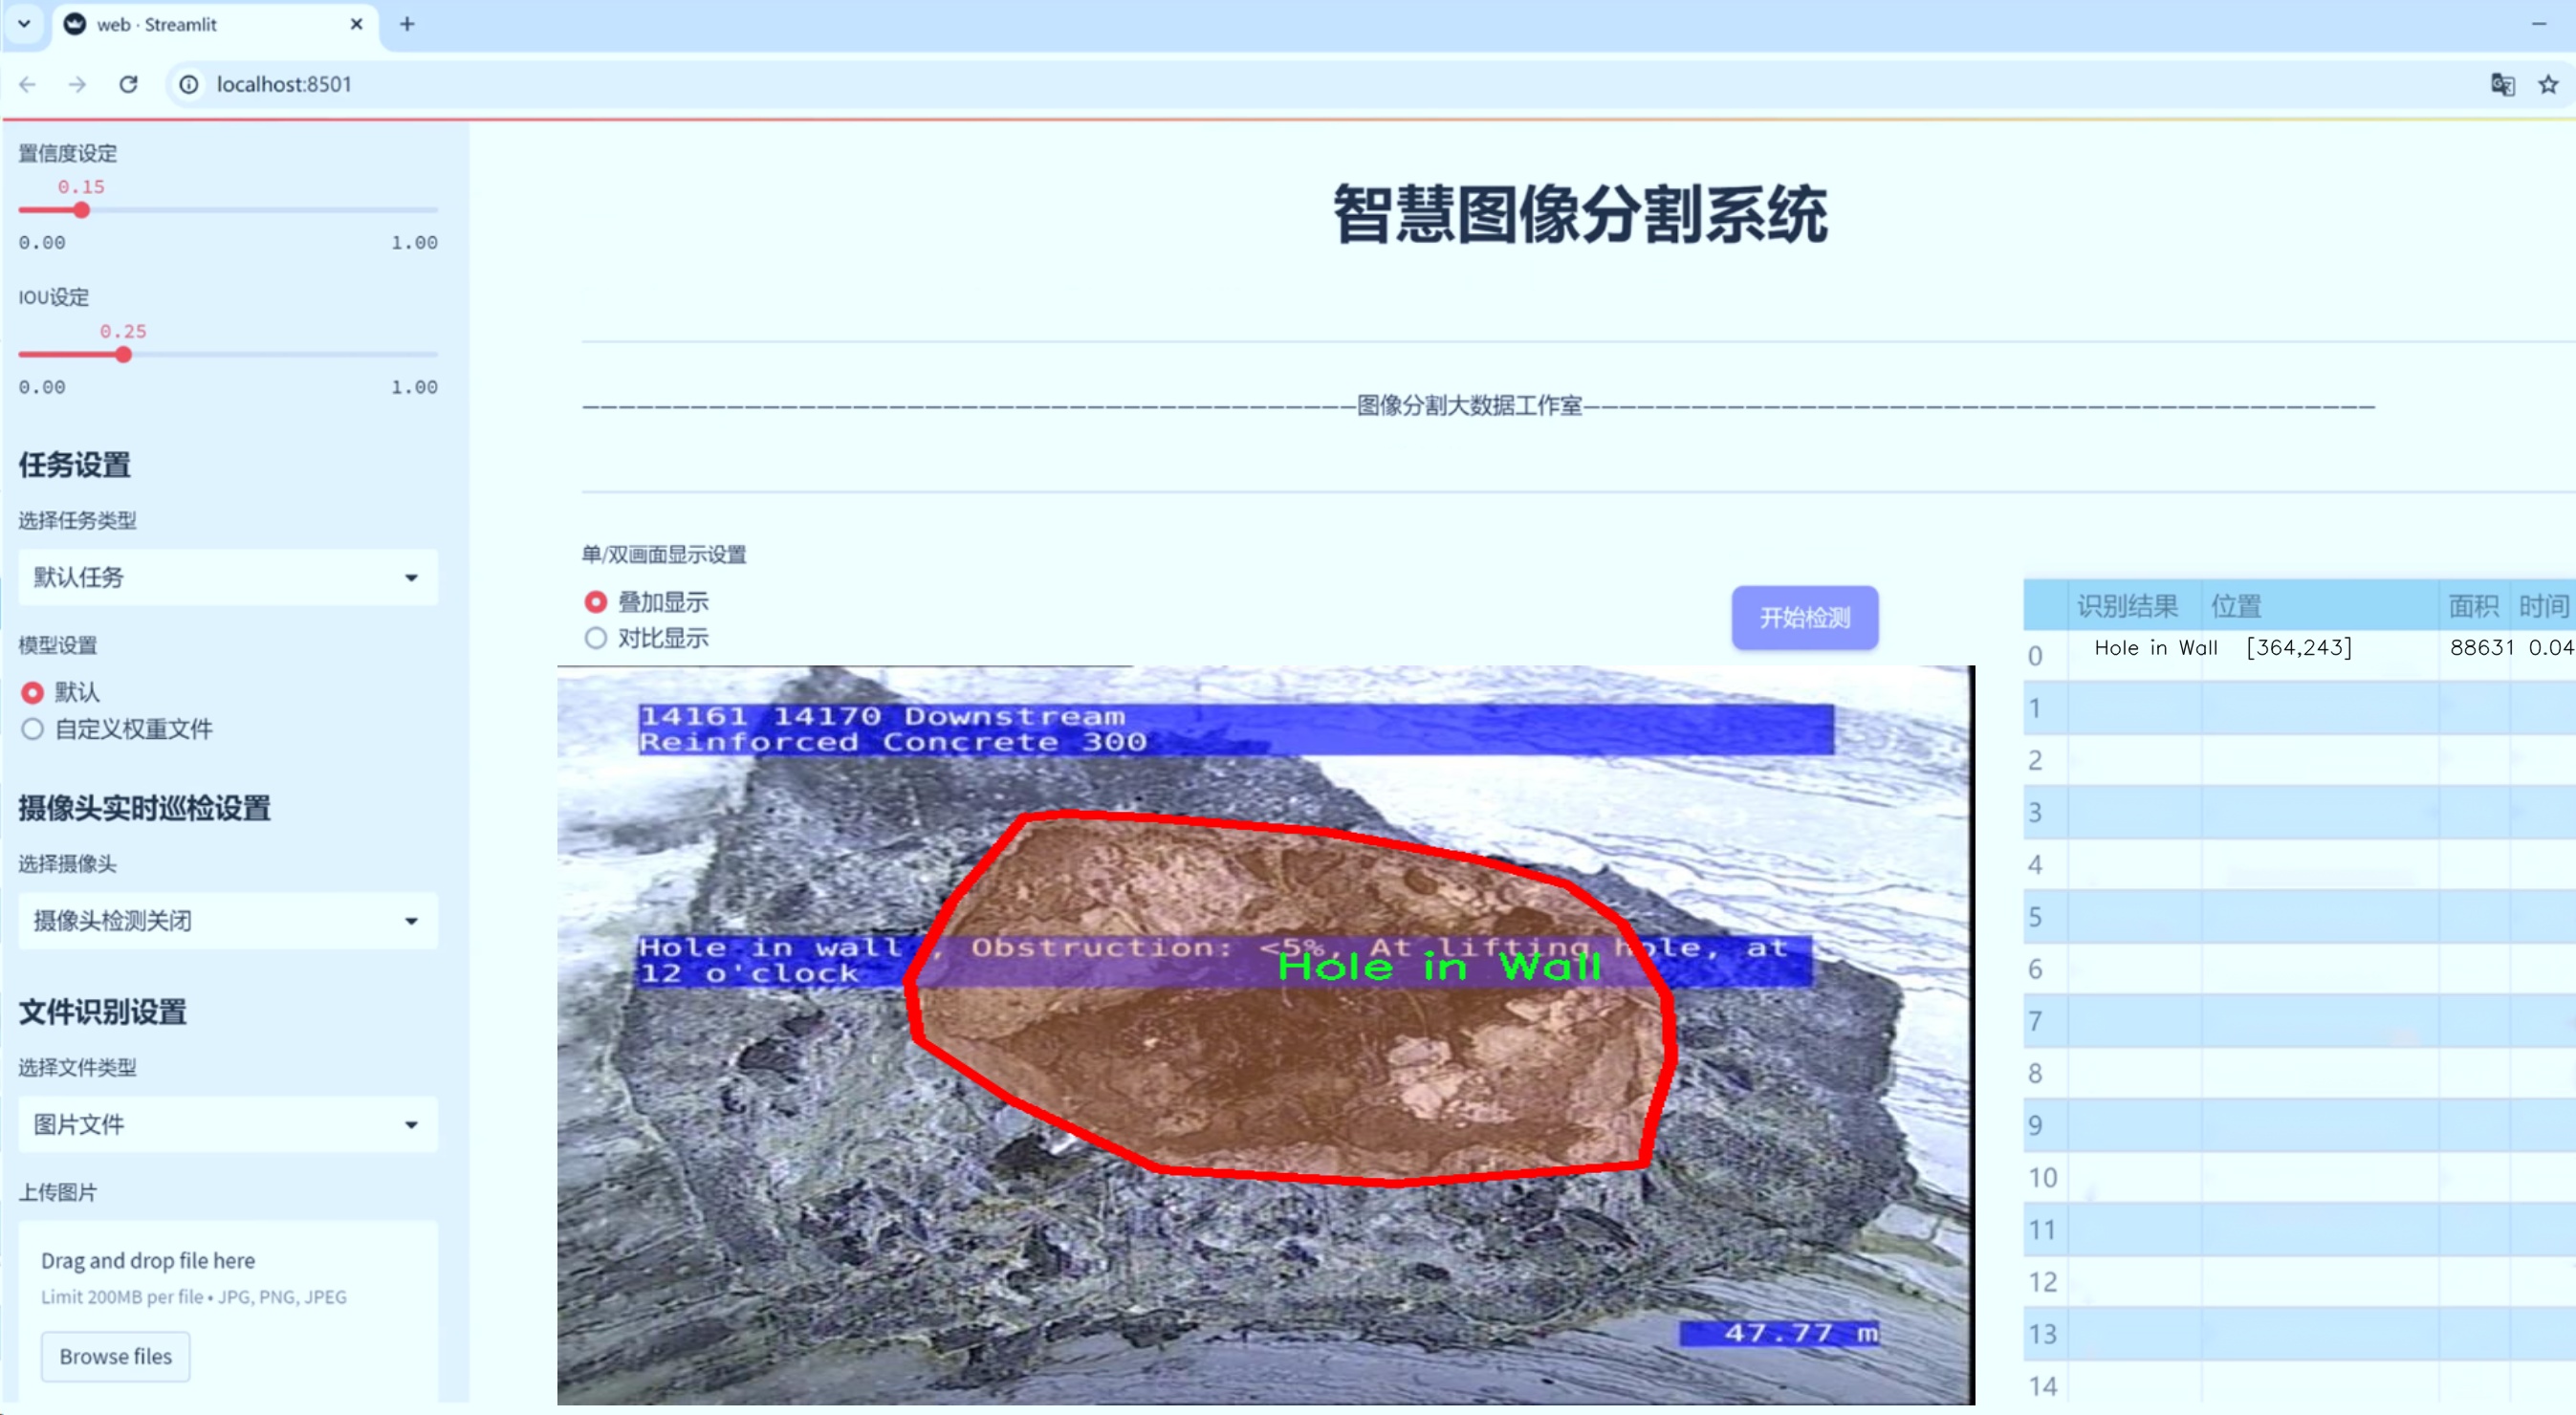 web · Streamlit
localhost:8501
置信度设定
0.15
0.00 1.00
IOU设定
0.25
0.00 1.00
任务设置
选择任务类型
默认任务
模型设置
默认
自定义权重文件
摄像头实时巡检设置
选择摄像头
摄像头检测关闭
文件识别设置
选择文件类型
图片文件
上传图片
Drag and drop file here
Limit 200MB per file • JPG, PNG, JPEG
Browse files
智慧图像分割系统
图像分割大数据工作室
单/双画面显示设置
叠加显示
对比显示
开始检测
14161 14170 Downstream
Reinforced Concrete 300
Hole in wall , Obstruction: <5%, At lifting hole, at
12 o'clock
Hole in Wall
47.77 m
识别结果 位置 面积 时间
0 Hole in Wall [364,243] 88631 0.04
1
2
3
4
5
6
7
8
9
10
11
12
13
14